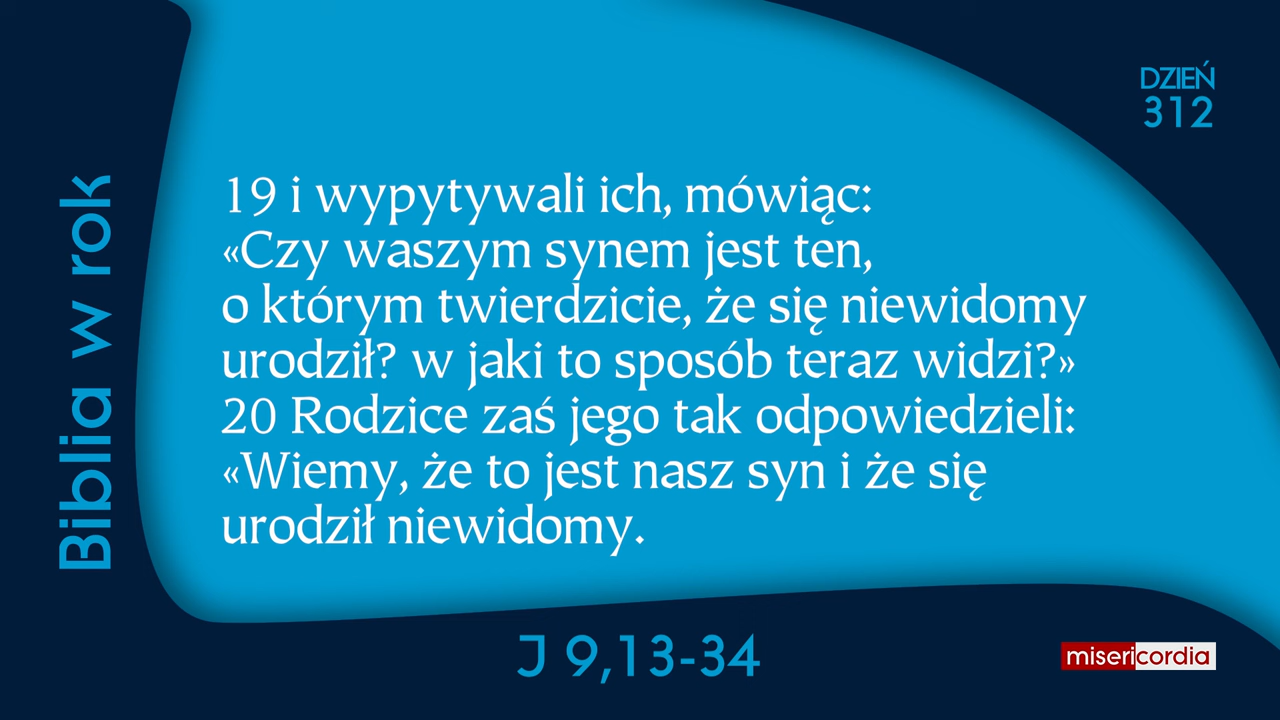 DZIEŃ
312
Biblia w rok
19 i wypytywali ich, mówiąc:
«Czy waszym synem jest ten,
o którym twierdzicie, że się niewidomy
urodził? w jaki to sposób teraz widzi?»
20 Rodzice zaś jego tak odpowiedzieli:
«Wiemy, że to jest nasz syn i że się
urodził niewidomy.
J 9,13-34
misericordia